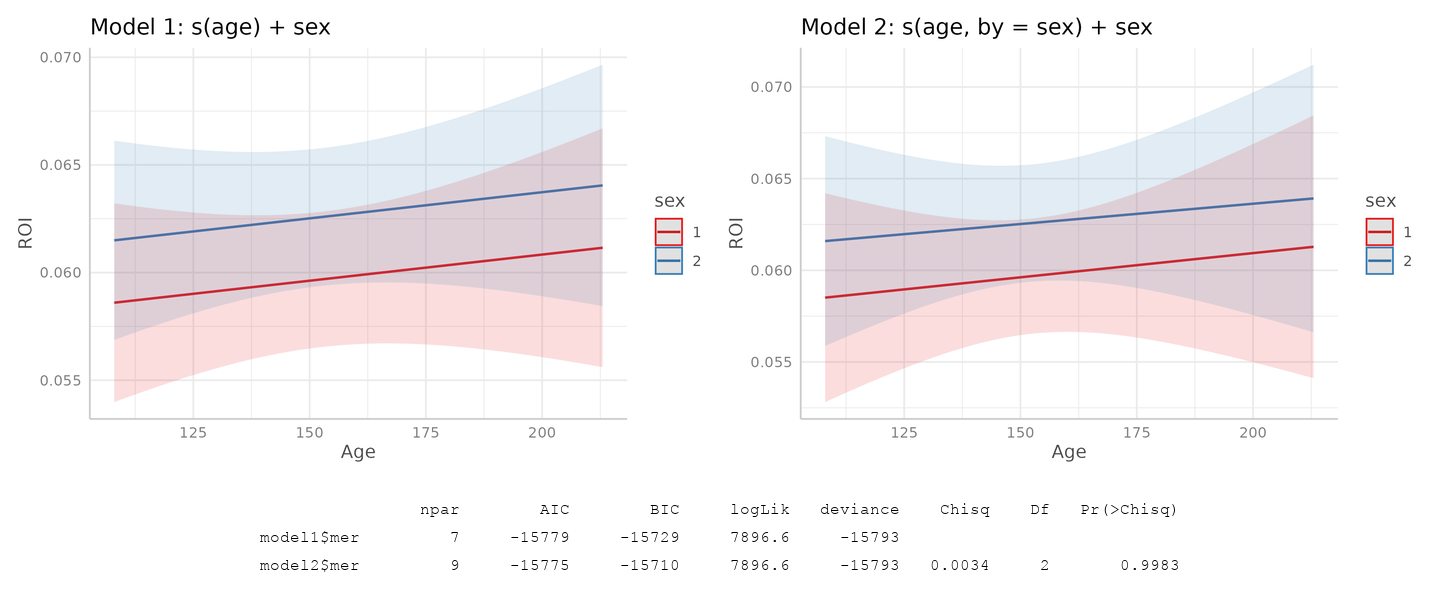 Model 1: s(age) + sex
0.070
0.065
0.060
0.055
ROI
125 150 175 200
Age
sex
1
2
Model 2: s(age, by = sex) + sex
0.070
0.065
0.060
0.055
ROI
125 150 175 200
Age
sex
1
2
npar AIC BIC logLik deviance Chisq Df Pr(>Chisq)
model1$mer 7 -15779 -15729 7896.6 -15793
model2$mer 9 -15775 -15710 7896.6 -15793 0.0034 2 0.9983